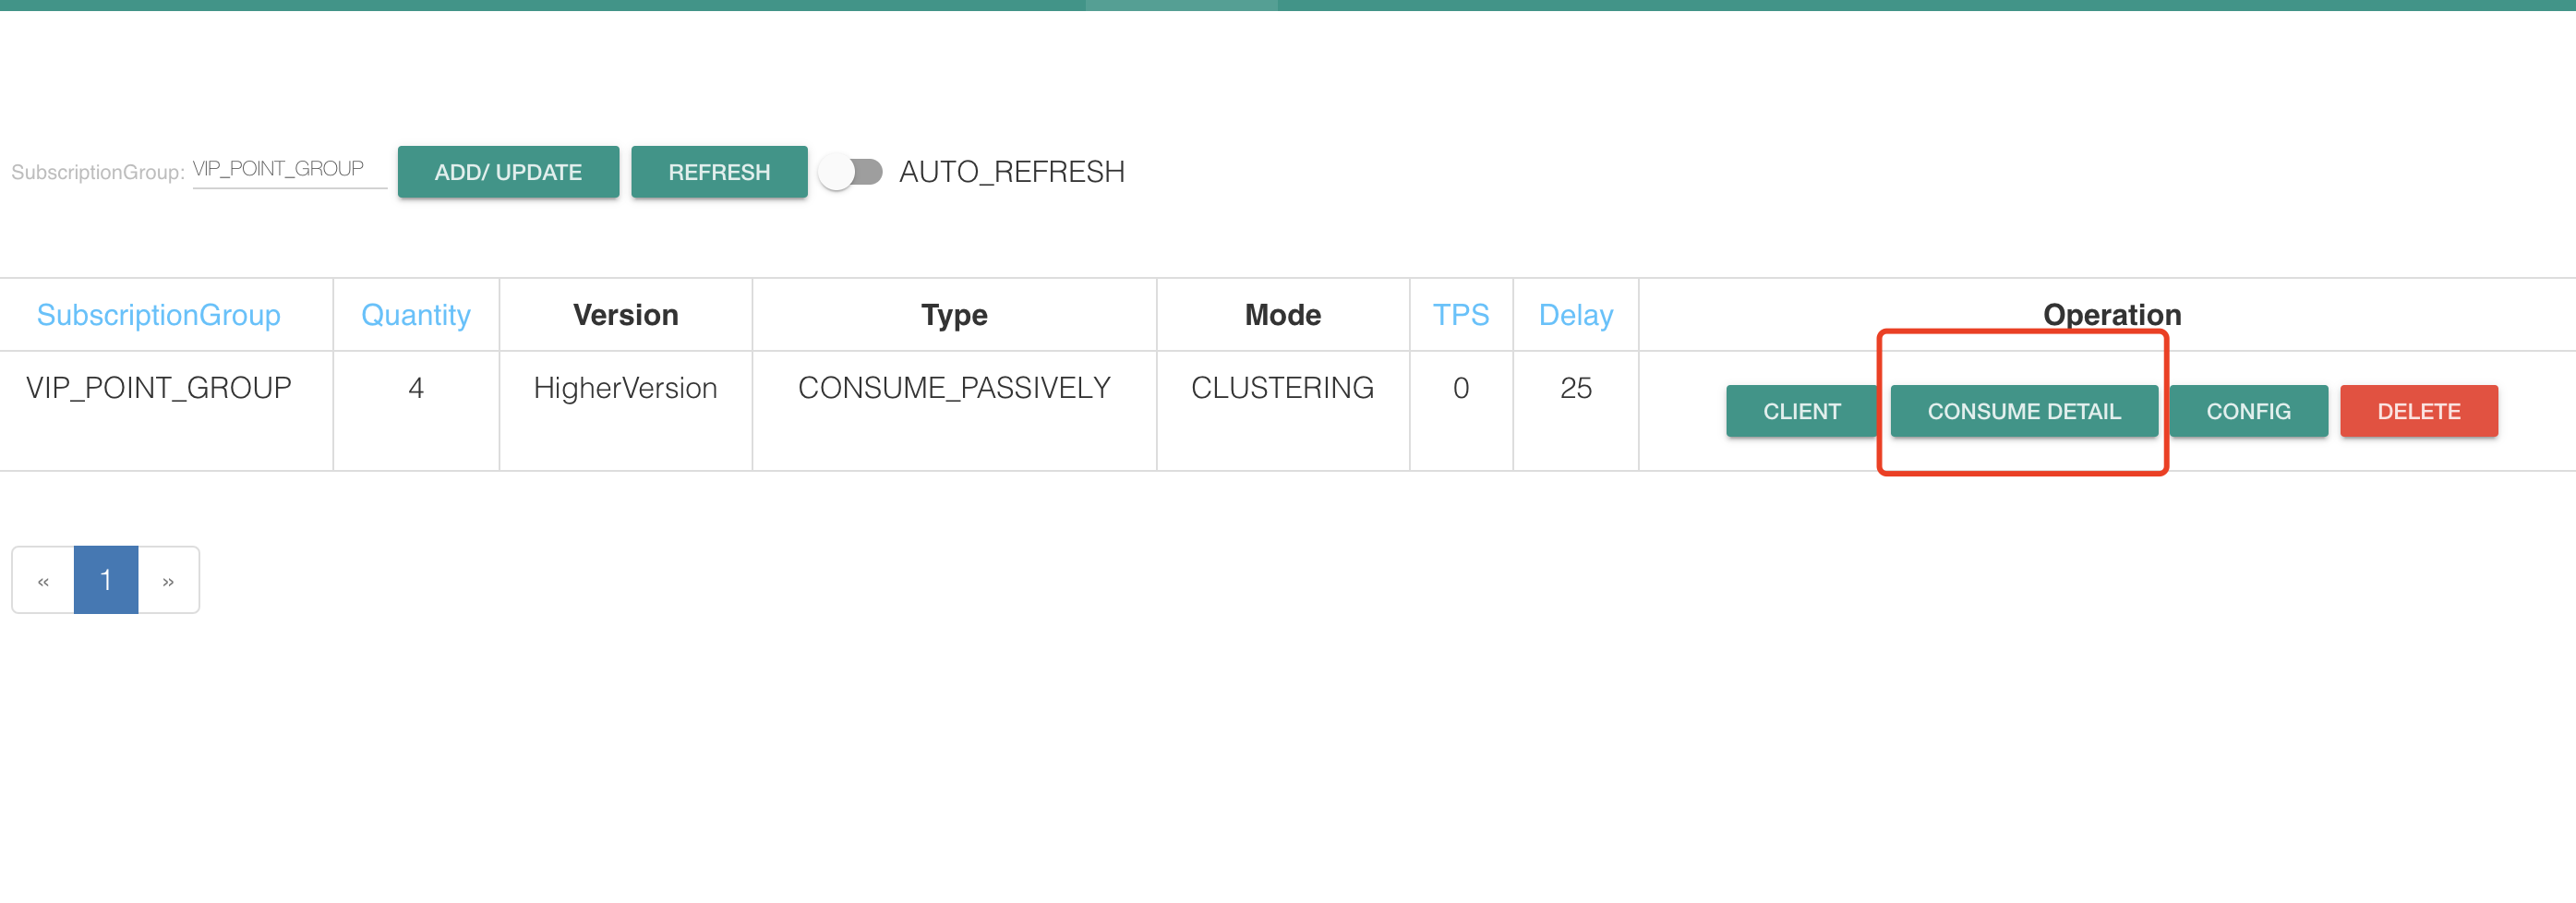 SubscriptionGroup: VIP_POINT_GROUP ADD/ UPDATE REFRESH AUTO_REFRESH
SubscriptionGroup Quantity Version Type Mode TPS Delay Operation
VIP_POINT_GROUP 4 HigherVersion CONSUME_PASSIVELY CLUSTERING 0 25 CLIENT CONSUME DETAIL CONFIG DELETE
« 1 »